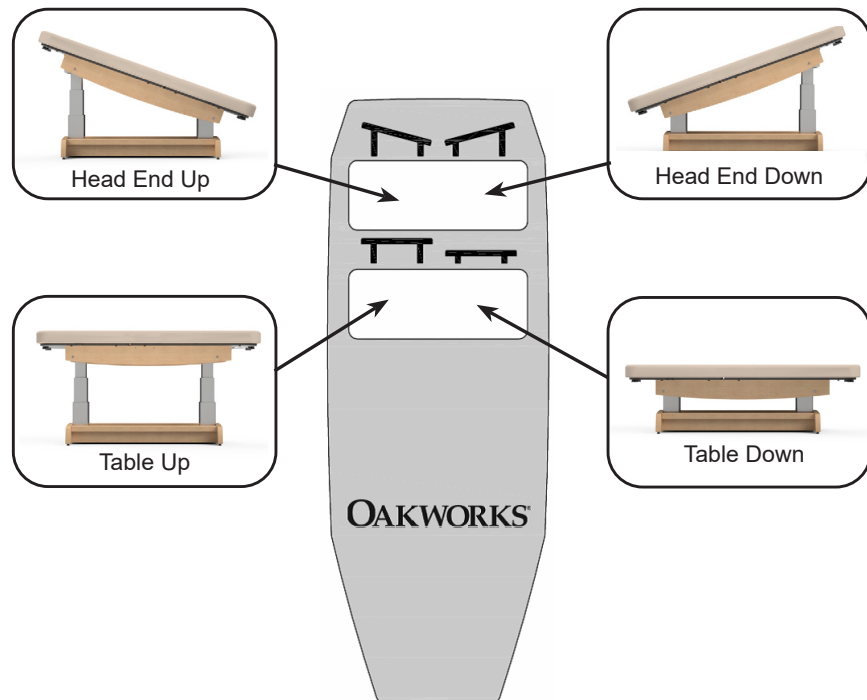 Head End Up
Head End Down
Table Up
Table Down
OAKWORKS®